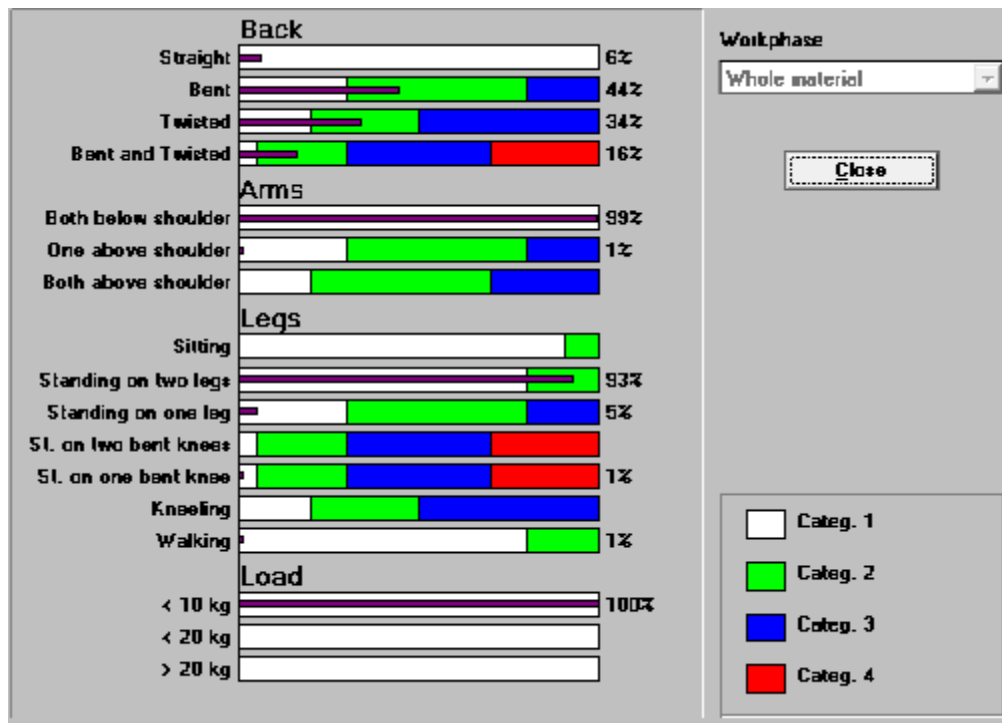 Back
Straight 6%
Bent 44%
Twisted 34%
Bent and Twisted 16%
Arms
Both below shoulder 99%
One above shoulder 1%
Both above shoulder
Legs
Sitting
Standing on two legs 93%
Standing on one leg 5%
St. on two bent knees
St. on one bent knee 1%
Kneeling
Walking 1%
Load
< 10 kg 100%
< 20 kg
> 20 kg
Workphase
Whole material
Close
Categ. 1
Categ. 2
Categ. 3
Categ. 4